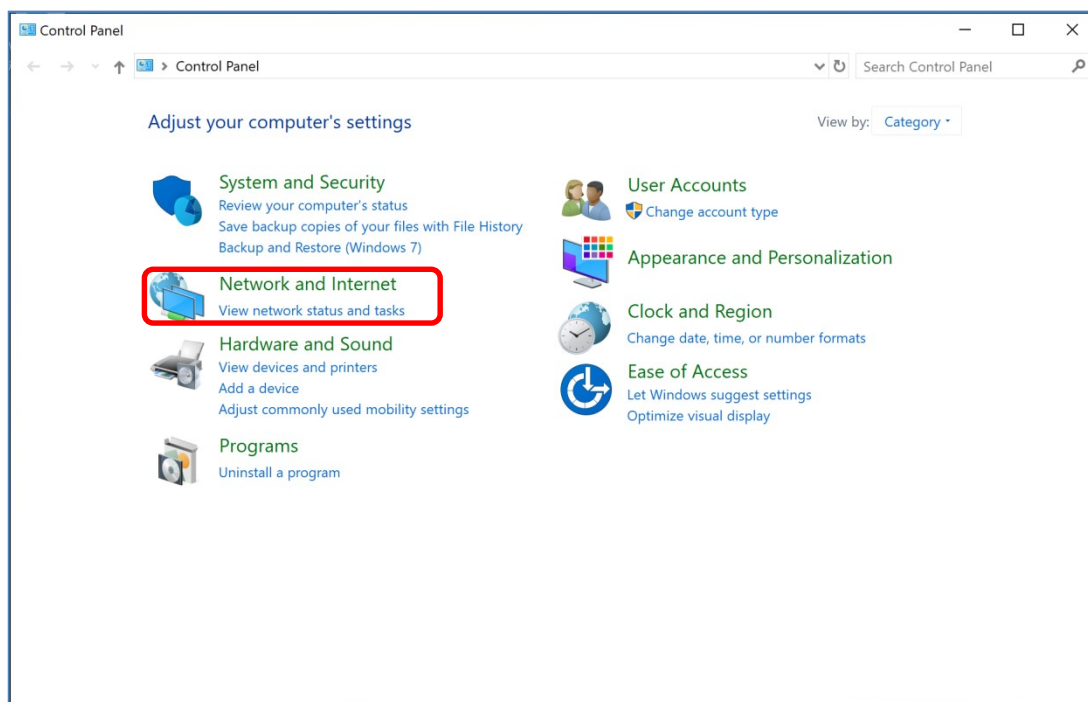 Control Panel
Control Panel
Search Control Panel
Adjust your computer's settings
View by: Category
System and Security
Review your computer's status
Save backup copies of your files with File History
Backup and Restore (Windows 7)
Network and Internet
View network status and tasks
Hardware and Sound
View devices and printers
Add a device
Adjust commonly used mobility settings
Programs
Uninstall a program
User Accounts
Change account type
Appearance and Personalization
Clock and Region
Change date, time, or number formats
Ease of Access
Let Windows suggest settings
Optimize visual display